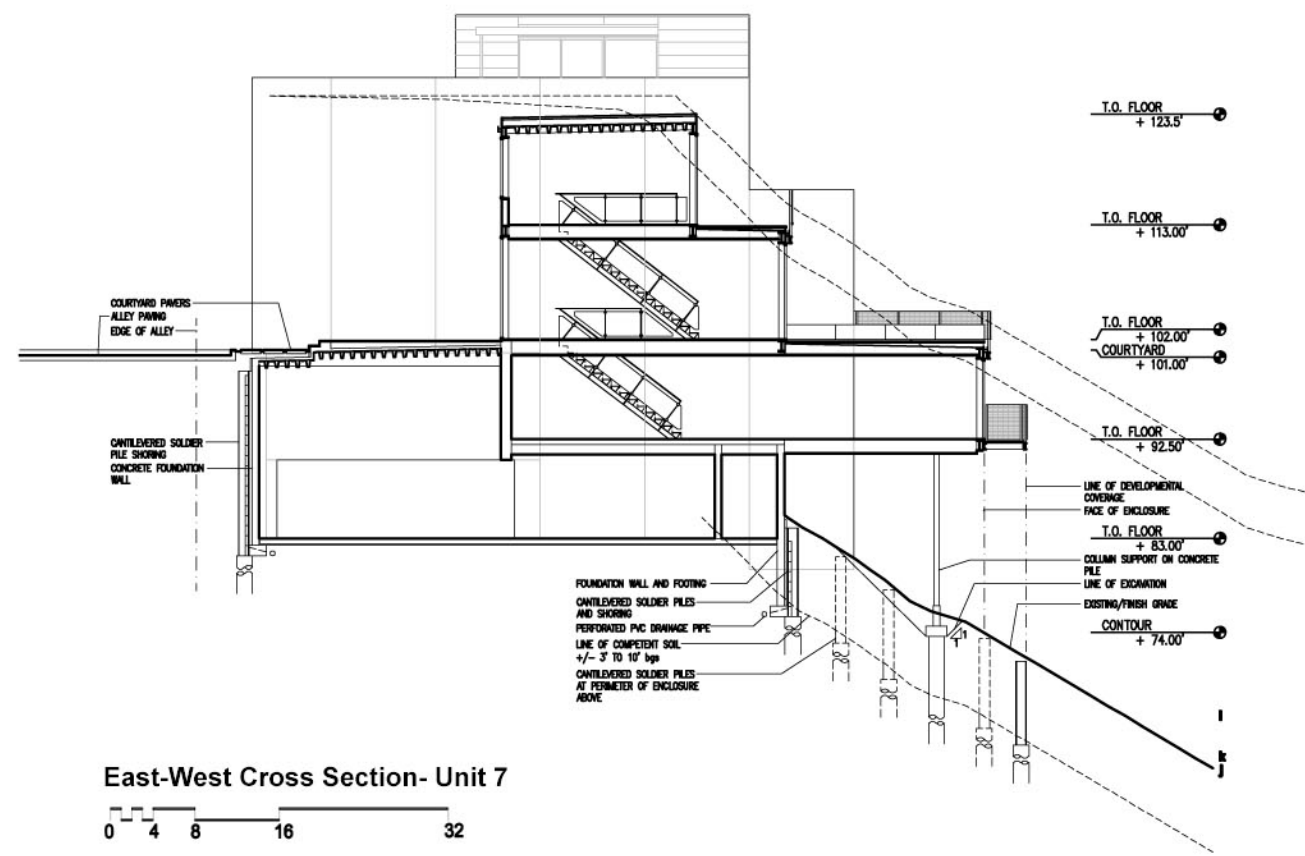 T.O. FLOOR
+ 123.5'
T.O. FLOOR
+ 113.00'
COURTYARD PAVERS
ALLEY PAVING
EDGE OF ALLEY
T.O. FLOOR
+ 102.00'
COURTYARD
+ 101.00'
CANTILEVERED SOLDIER
PILE SHORING
CONCRETE FOUNDATION
WALL
T.O. FLOOR
+ 92.50'
LINE OF DEVELOPMENTAL
COVERAGE
FACE OF ENCLOSURE
T.O. FLOOR
+ 83.00'
COLUMN SUPPORT ON CONCRETE
PILE
LINE OF EXCAVATION
EXISTING/FINISH GRADE
CONTOUR
+ 74.00'
FOUNDATION WALL AND FOOTING
CANTILEVERED SOLDIER PILES
AND SHORING
PERFORATED PVC DRAINAGE PIPE
LINE OF COMPETENT SOIL
+/- 3' TO 10' bgs
CANTILEVERED SOLDIER PILES
AT PERIMETER OF ENCLOSURE
ABOVE
1
1
l
k
j
East-West Cross Section- Unit 7
0 4 8 16 32